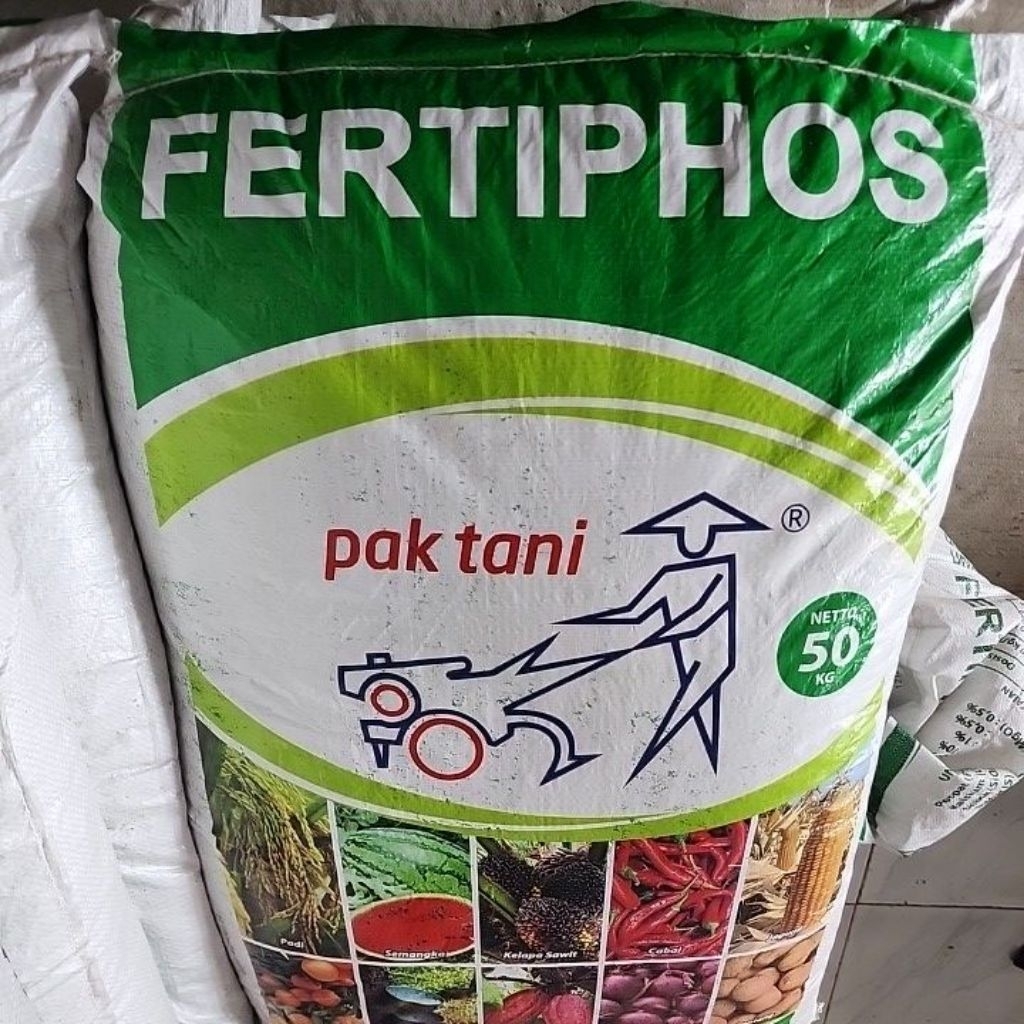 FERTIPHOS
pak tani
®
NETTO
50
KG
Padi
Semangka
Kelapa Sawit
Cabai